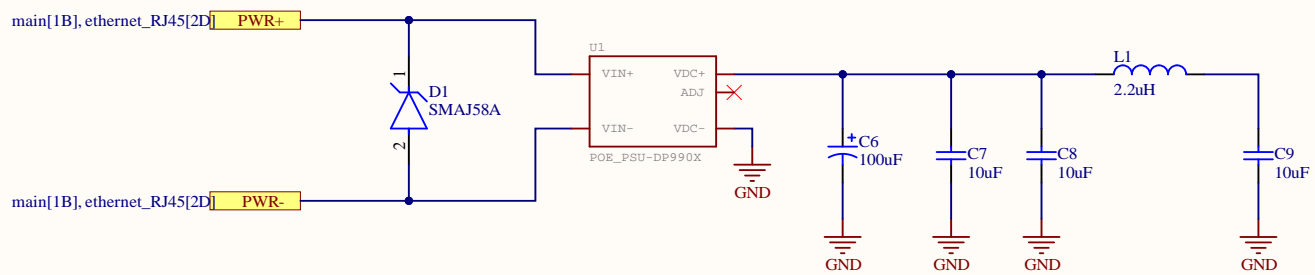 main[1B], ethernet_RJ45[2D] PWR+
1
D1
SMAJ58A
2
main[1B], ethernet_RJ45[2D] PWR-
U1
VIN+ VDC+
ADJ
VIN- VDC-
POE_PSU-DP990X
GND
+
C6
100uF
GND
C7
10uF
GND
C8
10uF
GND
L1
2.2uH
C9
10uF
GND